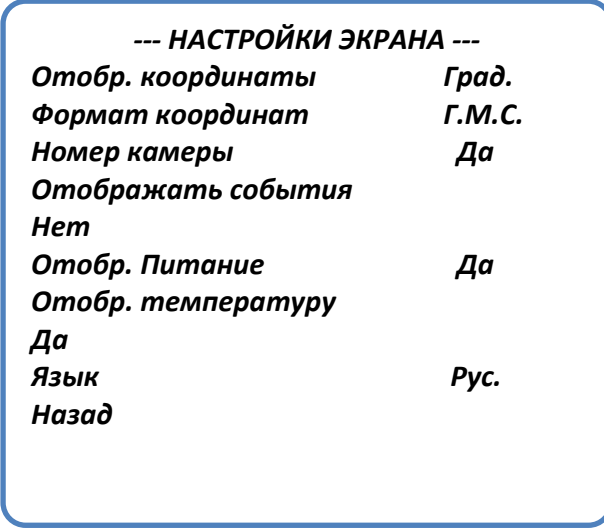 --- НАСТРОЙКИ ЭКРАНА ---
Отобр. координаты Град.
Формат координат Г.М.С.
Номер камеры Да
Отображать события
Нет
Отобр. Питание Да
Отобр. температуру
Да
Язык Рус.
Назад